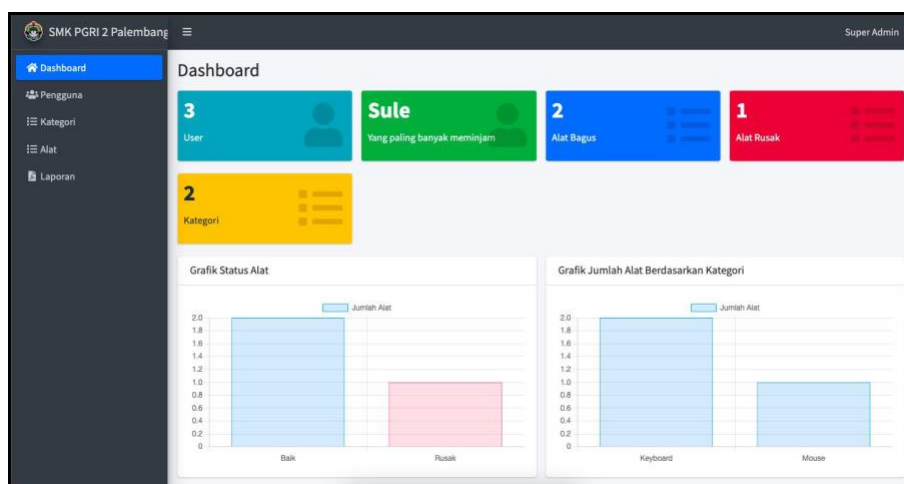 SMK PGRI 2 Palembang
Super Admin
Dashboard
Pengguna
Kategori
Alat
Laporan
Dashboard
3
User
Sule
Yang paling banyak meminjam
2
Alat Bagus
1
Alat Rusak
2
Kategori
Grafik Status Alat
Jumlah Alat
2.0
1.8
1.6
1.4
1.2
1.0
0.8
0.6
0.4
0.2
0
Baik
Rusak
Grafik Jumlah Alat Berdasarkan Kategori
Jumlah Alat
2.0
1.8
1.6
1.4
1.2
1.0
0.8
0.6
0.4
0.2
0
Keyboard
Mouse